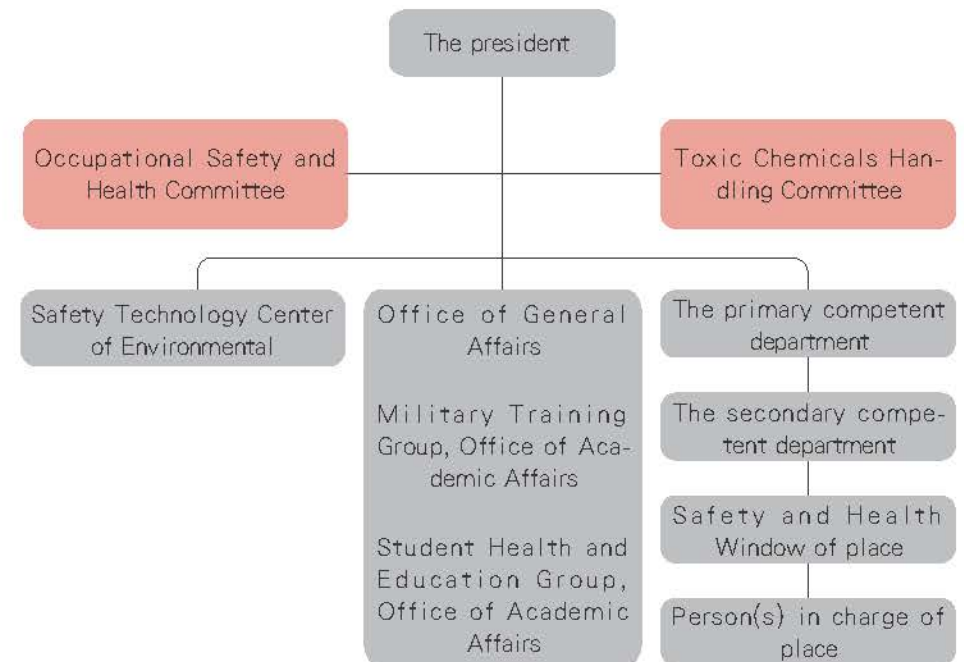 The president
Occupational Safety and
Health Committee
Toxic Chemicals Han-
dling Committee
Safety Technology Center
of Environmental
Office of General
Affairs
Military Training
Group, Office of Aca-
demic Affairs
Student Health and
Education Group,
Office of Academic
Affairs
The primary competent
department
The secondary compe-
tent department
Safety and Health
Window of place
Person(s) in charge of
place